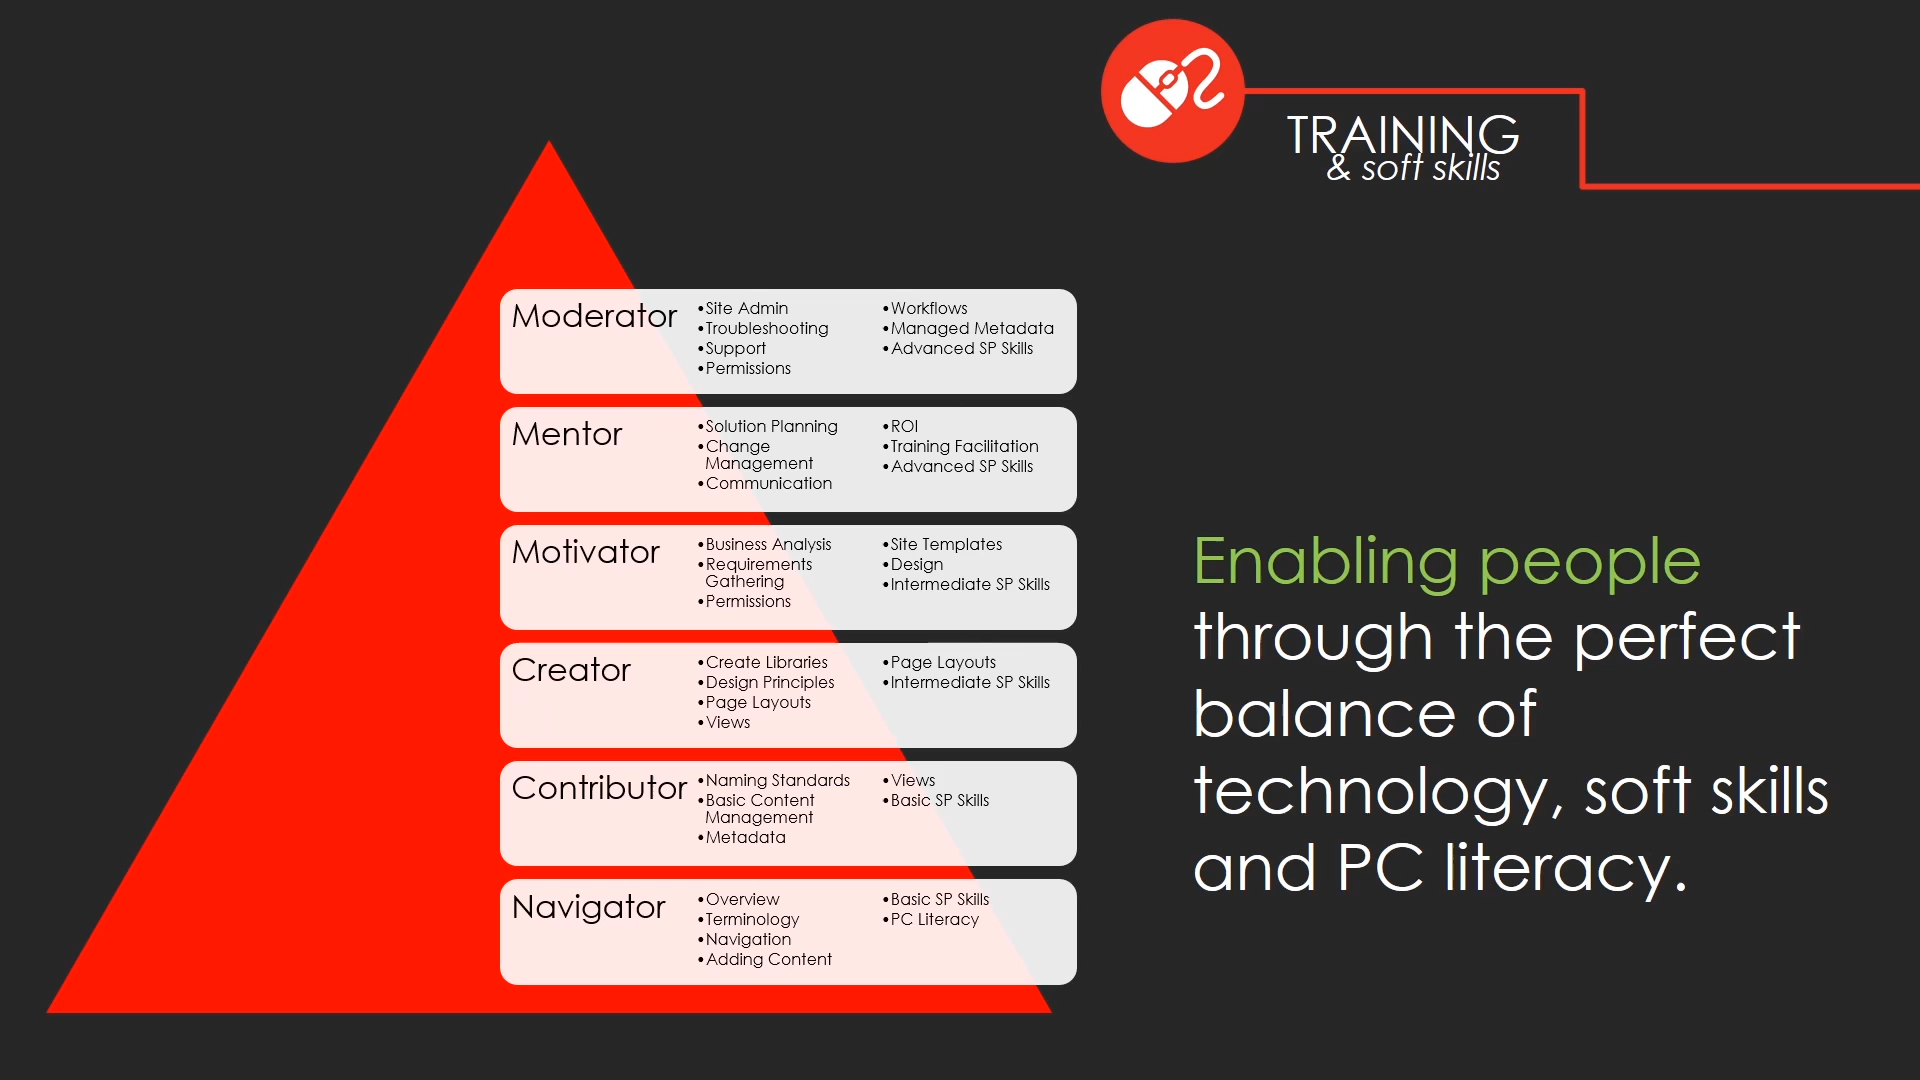 TRAINING
& soft skills
Moderator
•Site Admin
•Troubleshooting
•Support
•Permissions
•Workflows
•Managed Metadata
•Advanced SP Skills
Mentor
•Solution Planning
•Change
Management
•Communication
•ROI
•Training Facilitation
•Advanced SP Skills
Motivator
•Business Analysis
•Requirements
Gathering
•Permissions
•Site Templates
•Design
•Intermediate SP Skills
Creator
•Create Libraries
•Design Principles
•Page Layouts
•Views
•Page Layouts
•Intermediate SP Skills
Contributor
•Naming Standards
•Basic Content
Management
•Metadata
•Views
•Basic SP Skills
Navigator
•Overview
•Terminology
•Navigation
•Adding Content
•Basic SP Skills
•PC Literacy
Enabling people
through the perfect
balance of
technology, soft skills
and PC literacy.